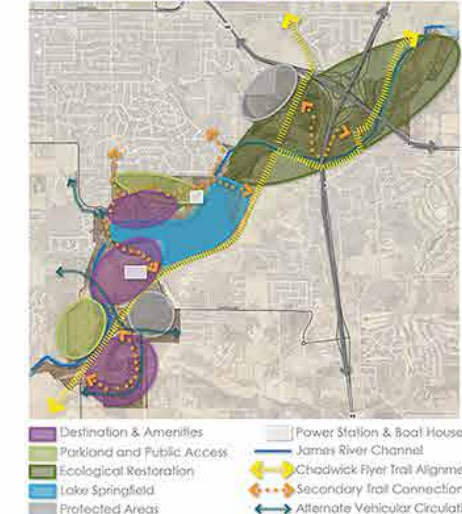 Destination & Amenities
Parkland and Public Access
Ecological Restoration
Lake Springfield
Protected Areas
Power Station & Boat House
James River Channel
Chadwick Flyer Trail Alignme
Secondary Trail Connection
Alternate Vehicular Circulati